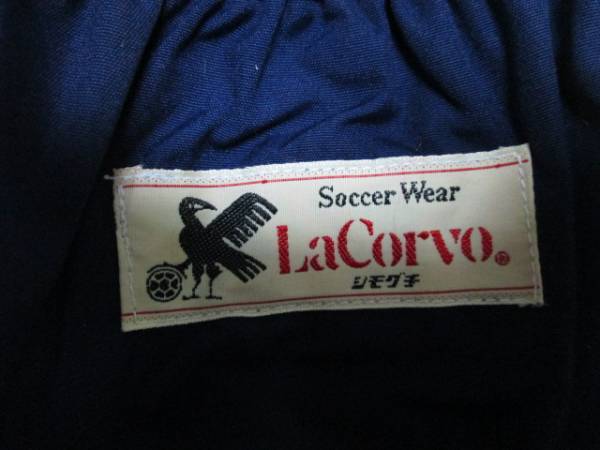 Soccer Wear
LaCorvo®
シモグチ